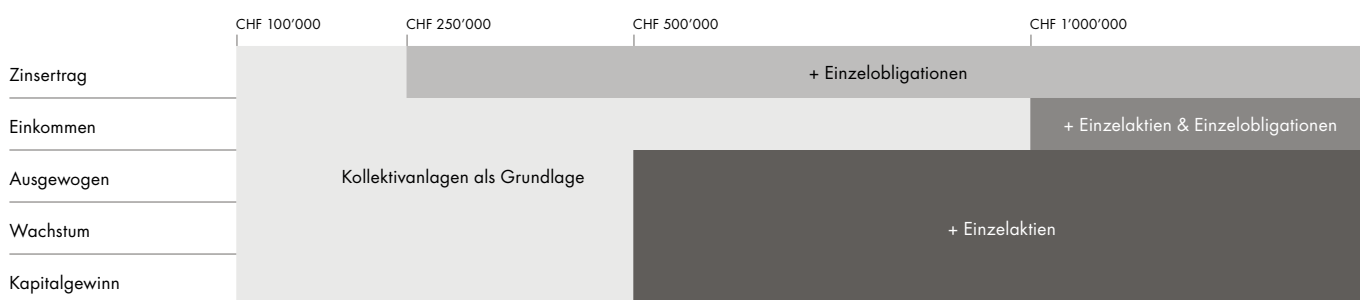 CHF 100’000 CHF 250’000 CHF 500’000 CHF 1’000’000
Zinsertrag + Einzelobligationen
Einkommen + Einzelaktien & Einzelobligationen
Ausgewogen Kollektivanlagen als Grundlage
Wachstum + Einzelaktien
Kapitalgewinn